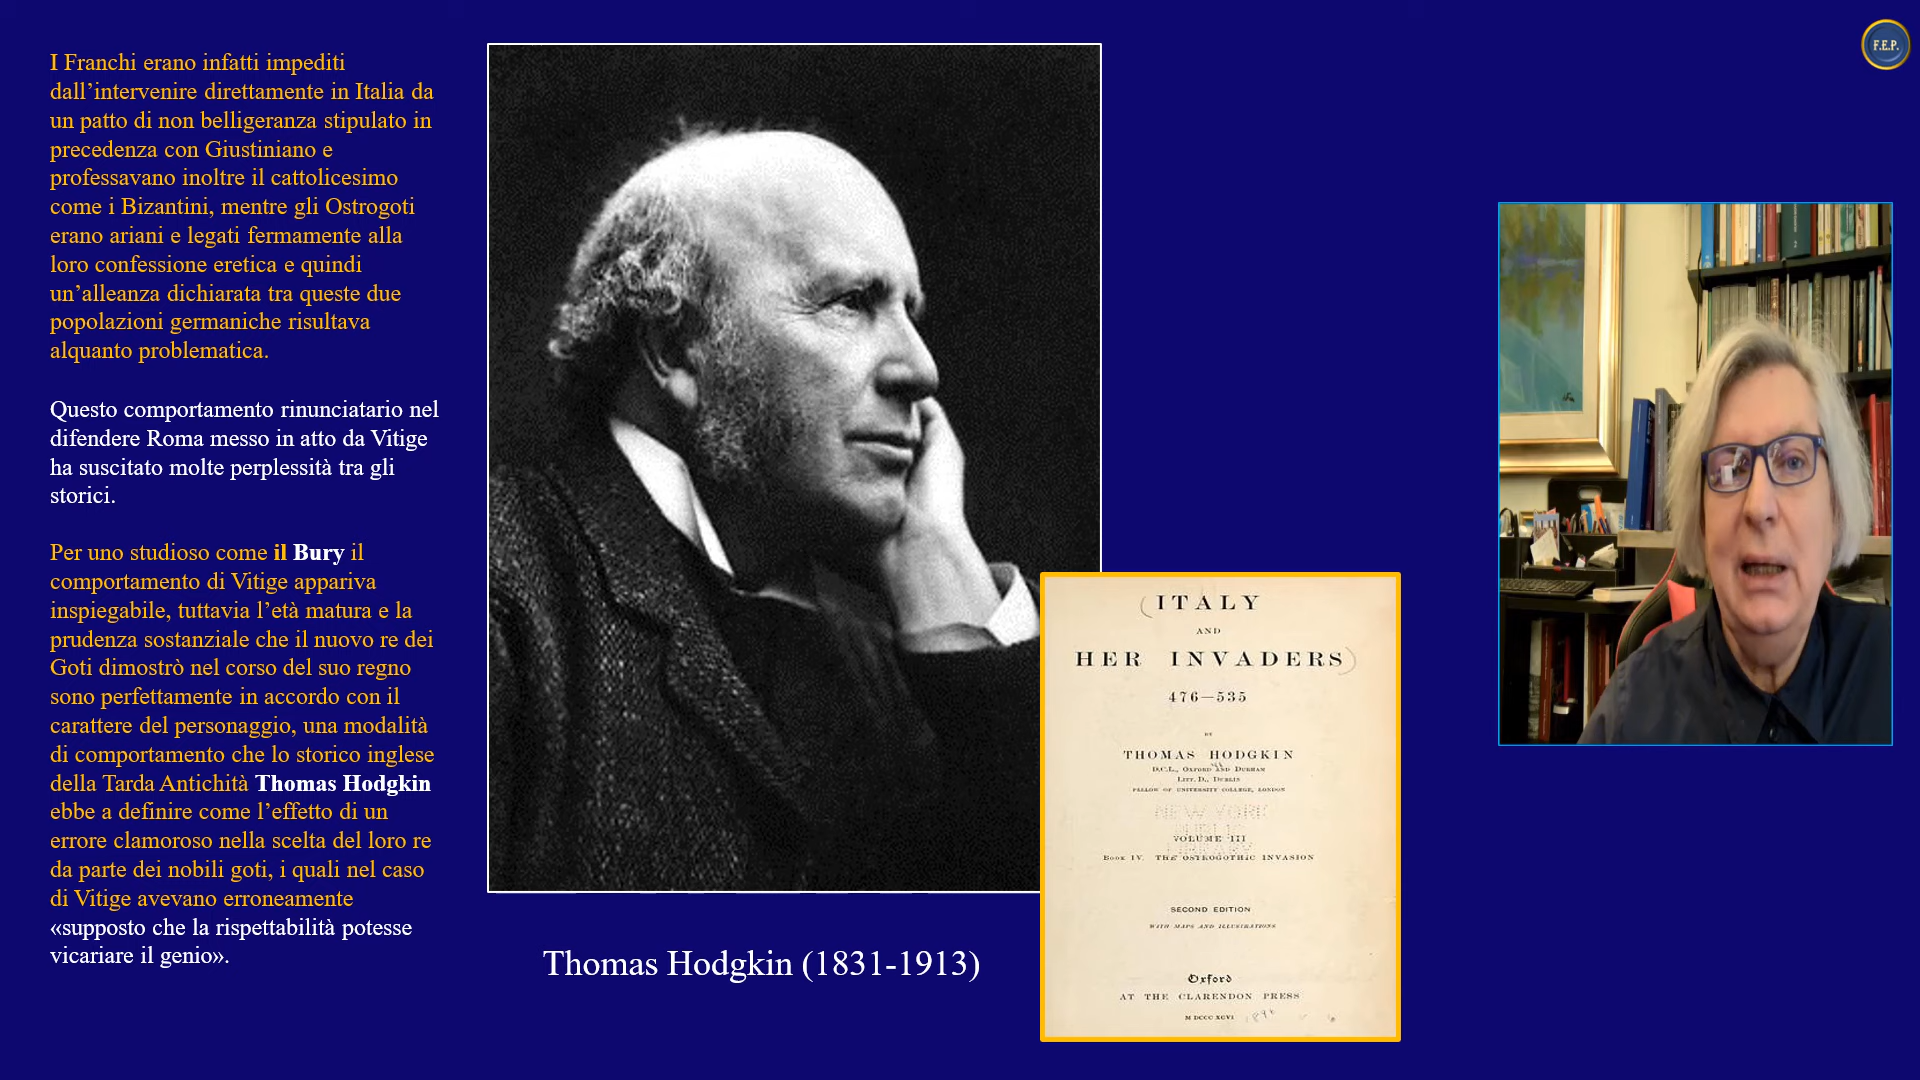 I Franchi erano infatti impediti
dall’intervenire direttamente in Italia da
un patto di non belligeranza stipulato in
precedenza con Giustiniano e
professavano inoltre il cattolicesimo
come i Bizantini, mentre gli Ostrogoti
erano ariani e legati fermamente alla
loro confessione eretica e quindi
un’alleanza dichiarata tra queste due
popolazioni germaniche risultava
alquanto problematica.
Questo comportamento rinunciatario nel
difendere Roma messo in atto da Vitige
ha suscitato molte perplessità tra gli
storici.
Per uno studioso come il Bury il
comportamento di Vitige appariva
inspiegabile, tuttavia l’età matura e la
prudenza sostanziale che il nuovo re dei
Goti dimostrò nel corso del suo regno
sono perfettamente in accordo con il
carattere del personaggio, una modalità
di comportamento che lo storico inglese
della Tarda Antichità Thomas Hodgkin
ebbe a definire come l’effetto di un
errore clamoroso nella scelta del loro re
da parte dei nobili goti, i quali nel caso
di Vitige avevano erroneamente
«supposto che la rispettabilità potesse
vicariare il genio».
Thomas Hodgkin (1831-1913)
ITALY
AND
HER INVADERS
476—535
BY
THOMAS HODGKIN
D.C.L., OXFORD AND DURHAM
LITT. D., DUBLIN
FELLOW OF UNIVERSITY COLLEGE, LONDON
NEW YORK
PUBLIC
LIBRARY
VOLUME III
BOOK IV. THE OSTROGOTHIC INVASION
SECOND EDITION
WITH MAPS AND ILLUSTRATIONS
Oxford
AT THE CLARENDON PRESS
M DCCC XCVI
F.E.P.